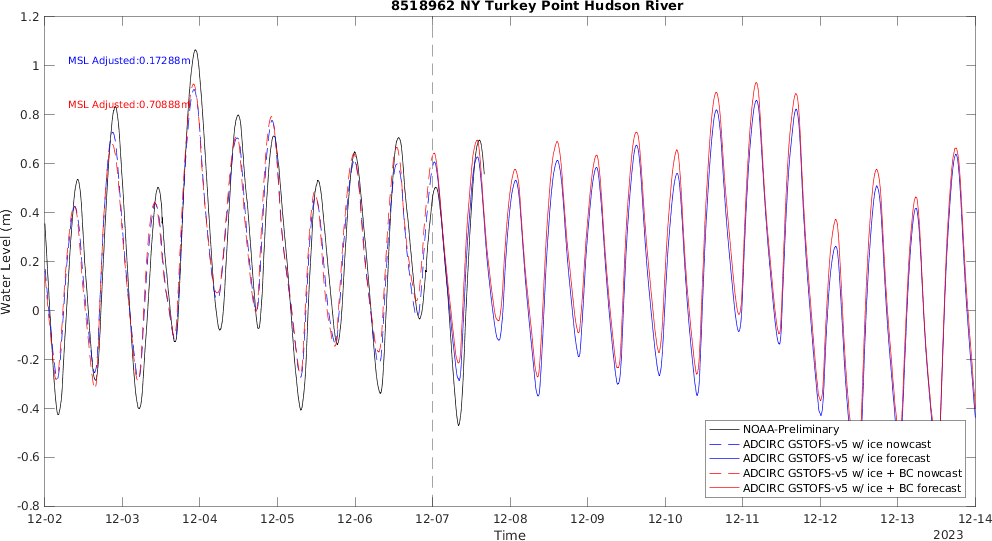 8518962 NY Turkey Point Hudson River
MSL Adjusted:0.17288m
MSL Adjusted:0.70888m
Water Level (m)
1.2
1
0.8
0.6
0.4
0.2
0
-0.2
-0.4
-0.6
-0.8
NOAA-Preliminary
ADCIRC GSTOFS-v5 w/ ice nowcast
ADCIRC GSTOFS-v5 w/ ice forecast
ADCIRC GSTOFS-v5 w/ ice + BC nowcast
ADCIRC GSTOFS-v5 w/ ice + BC forecast
12-02 12-03 12-04 12-05 12-06 12-07 12-08 12-09 12-10 12-11 12-12 12-13 12-14
Time
2023